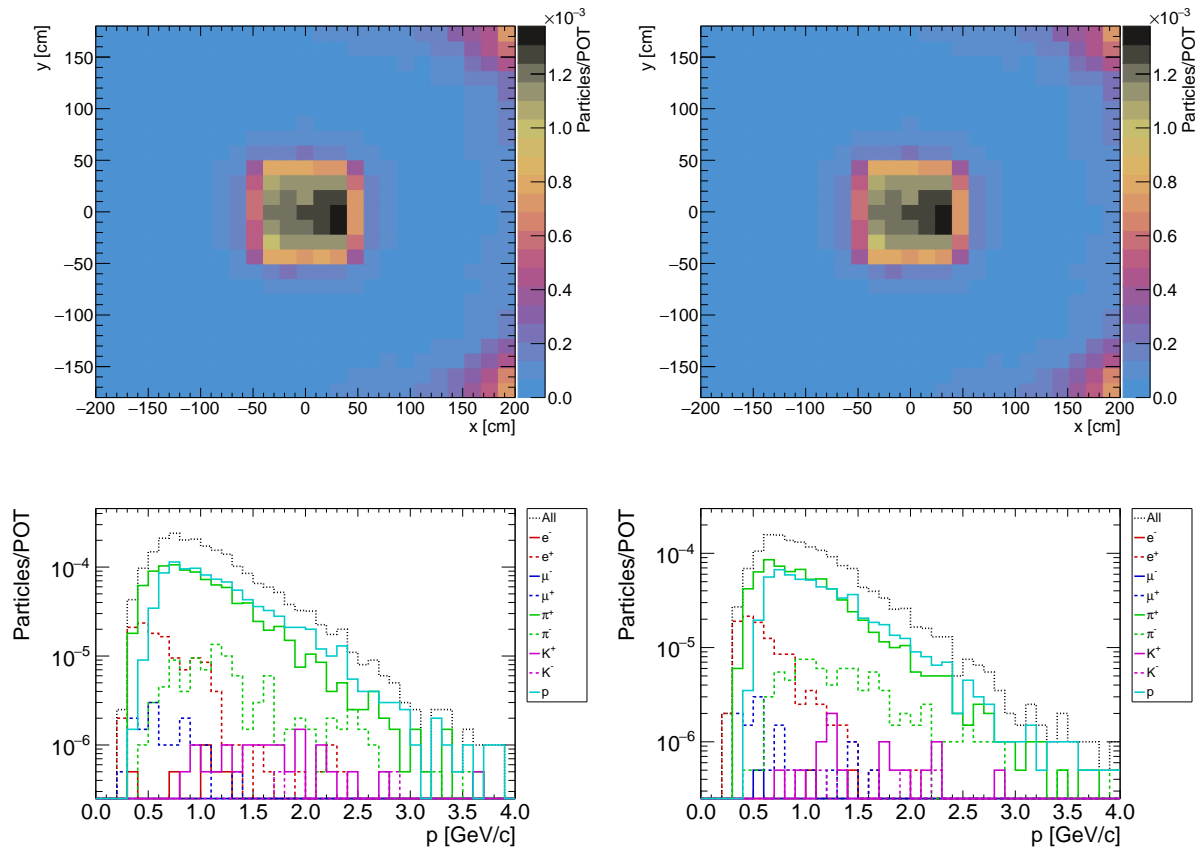 ×10⁻³
y [cm]
150
100
50
0
−50
−100
−150
−200 −150 −100 −50 0 50 100 150 200
x [cm]
1.2
1.0
0.8
0.6
0.4
0.2
0.0
Particles/POT
×10⁻³
y [cm]
150
100
50
0
−50
−100
−150
−200 −150 −100 −50 0 50 100 150 200
x [cm]
1.2
1.0
0.8
0.6
0.4
0.2
0.0
Particles/POT
Particles/POT
10⁻⁴
10⁻⁵
10⁻⁶
0.0 0.5 1.0 1.5 2.0 2.5 3.0 3.5 4.0
p [GeV/c]
All
e⁻
e⁺
μ⁻
μ⁺
π⁺
π⁻
K⁺
K⁻
p
Particles/POT
10⁻⁴
10⁻⁵
10⁻⁶
0.0 0.5 1.0 1.5 2.0 2.5 3.0 3.5 4.0
p [GeV/c]
All
e⁻
e⁺
μ⁻
μ⁺
π⁺
π⁻
K⁺
K⁻
p